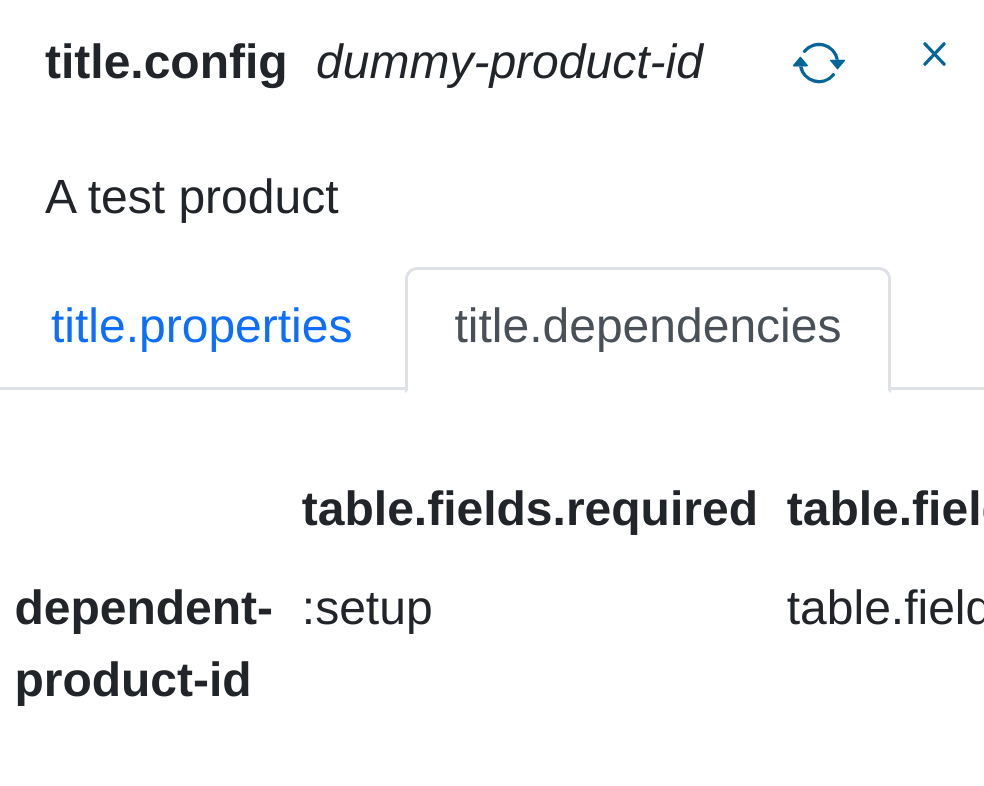 title.config dummy-product-id
A test product
title.properties title.dependencies
table.fields.required
dependent- :setup
product-id